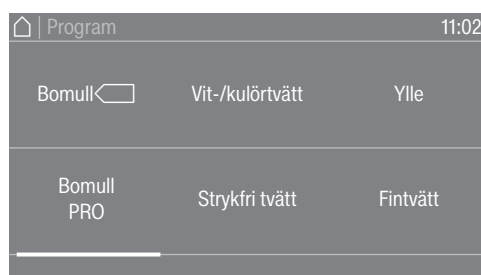 Program 11:02
Bomull Vit-/kulörtvätt Ylle
Bomull
PRO
Strykfri tvätt Fintvätt